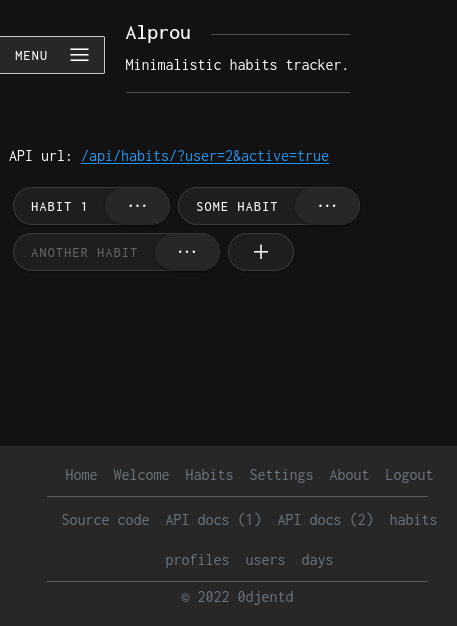 Alprou
MENU
Minimalistic habits tracker.
API url: /api/habits/?user=2&active=true
HABIT 1 ... SOME HABIT ...
ANOTHER HABIT ... +
Home Welcome Habits Settings About Logout
Source code API docs (1) API docs (2) habits
profiles users days
© 2022 0djentd